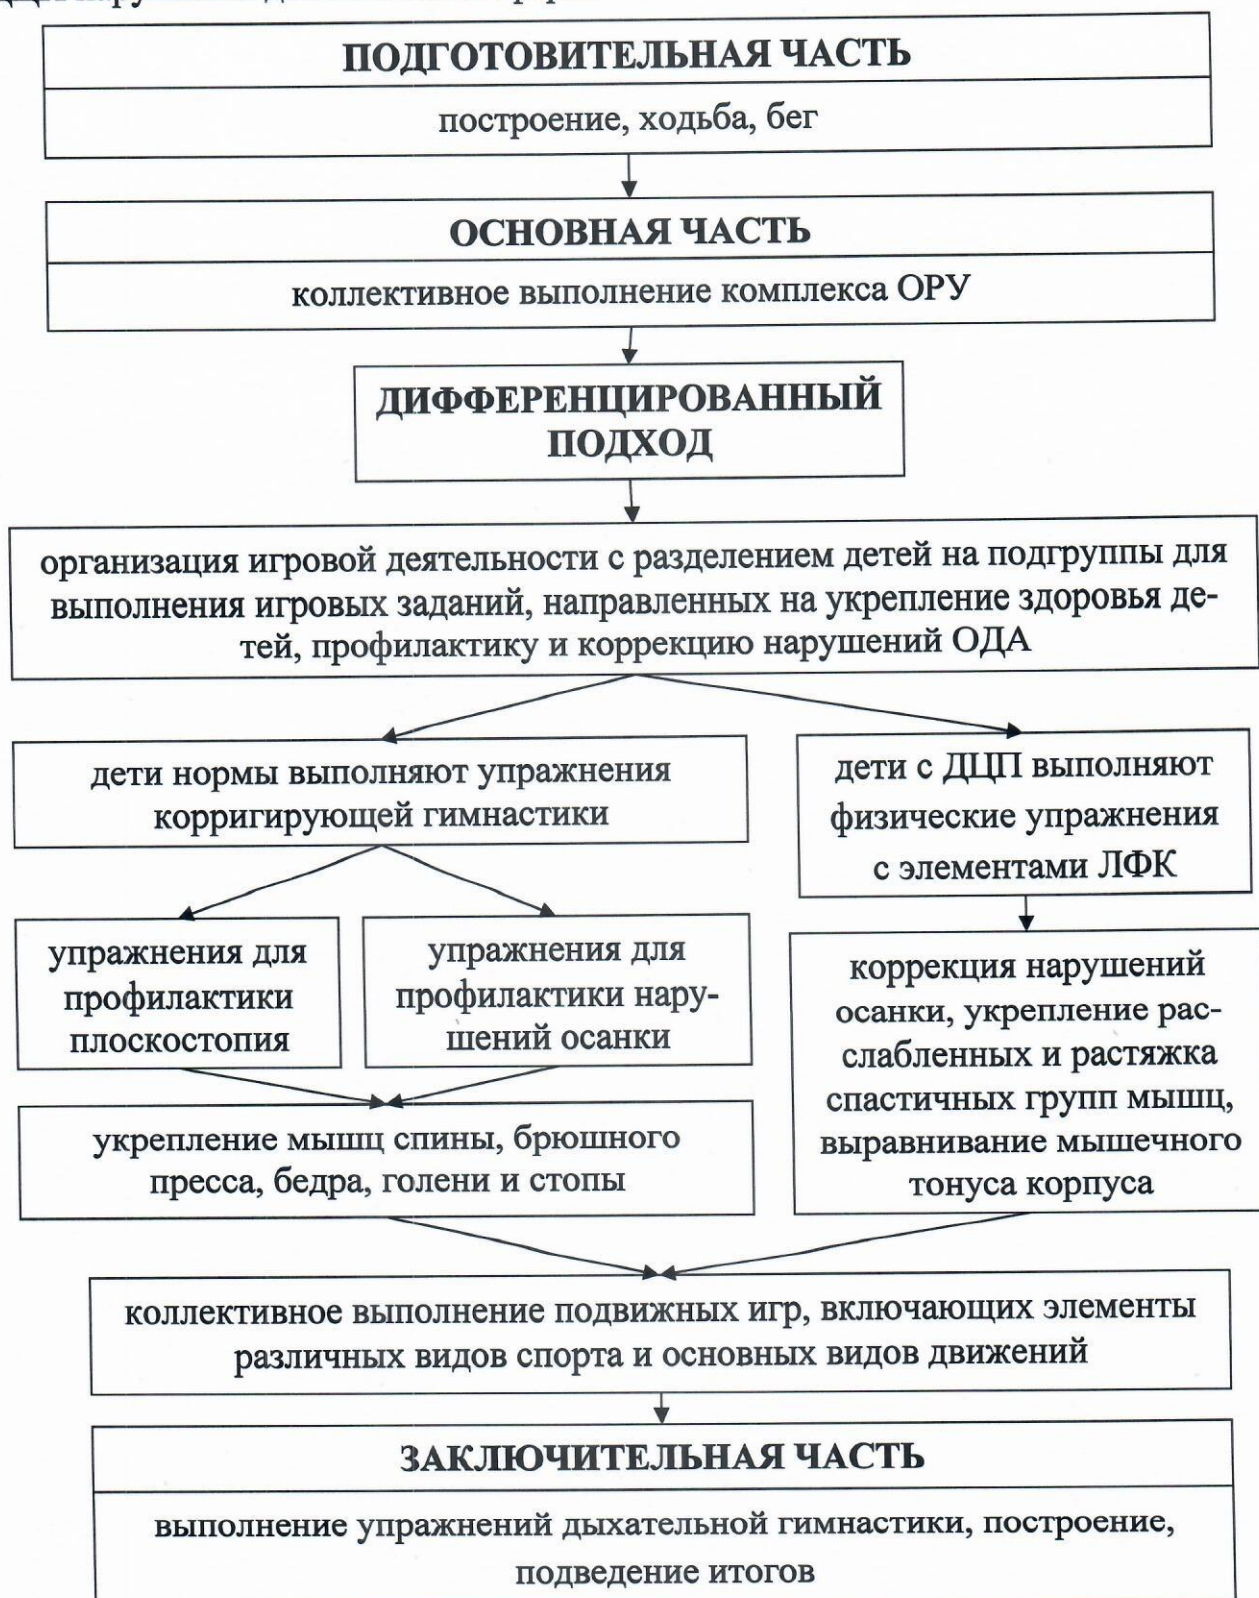 ПОДГОТОВИТЕЛЬНАЯ ЧАСТЬ
построение, ходьба, бег
ОСНОВНАЯ ЧАСТЬ
коллективное выполнение комплекса ОРУ
ДИФФЕРЕНЦИРОВАННЫЙ
ПОДХОД
организация игровой деятельности с разделением детей на подгруппы для
выполнения игровых заданий, направленных на укрепление здоровья де-
тей, профилактику и коррекцию нарушений ОДА
дети нормы выполняют упражнения
корригирующей гимнастики
дети с ДЦП выполняют
физические упражнения
с элементами ЛФК
упражнения для
профилактики
плоскостопия
упражнения для
профилактики нару-
шений осанки
коррекция нарушений
осанки, укрепление рас-
слабленных и растяжка
спастичных групп мышц,
выравнивание мышечного
тонуса корпуса
укрепление мышц спины, брюшного
пресса, бедра, голени и стопы
коллективное выполнение подвижных игр, включающих элементы
различных видов спорта и основных видов движений
ЗАКЛЮЧИТЕЛЬНАЯ ЧАСТЬ
выполнение упражнений дыхательной гимнастики, построение,
подведение итогов